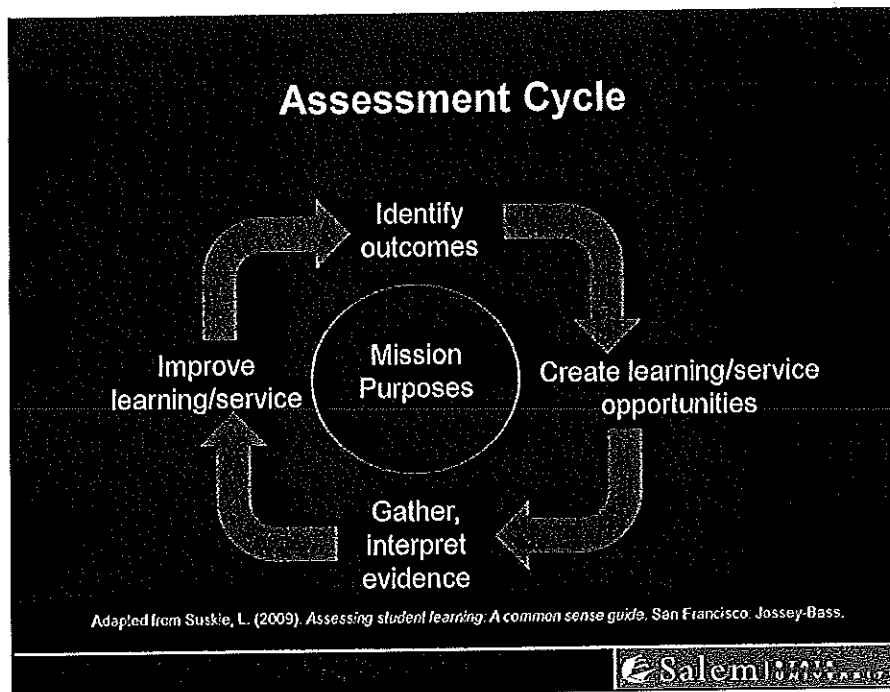 Assessment Cycle
Identify
outcomes
Create learning/service
opportunities
Gather,
interpret
evidence
Improve
learning/service
Mission
Purposes
Adapted from Suskie, L. (2009). Assessing student learning: A common sense guide. San Francisco: Jossey-Bass.
Salem